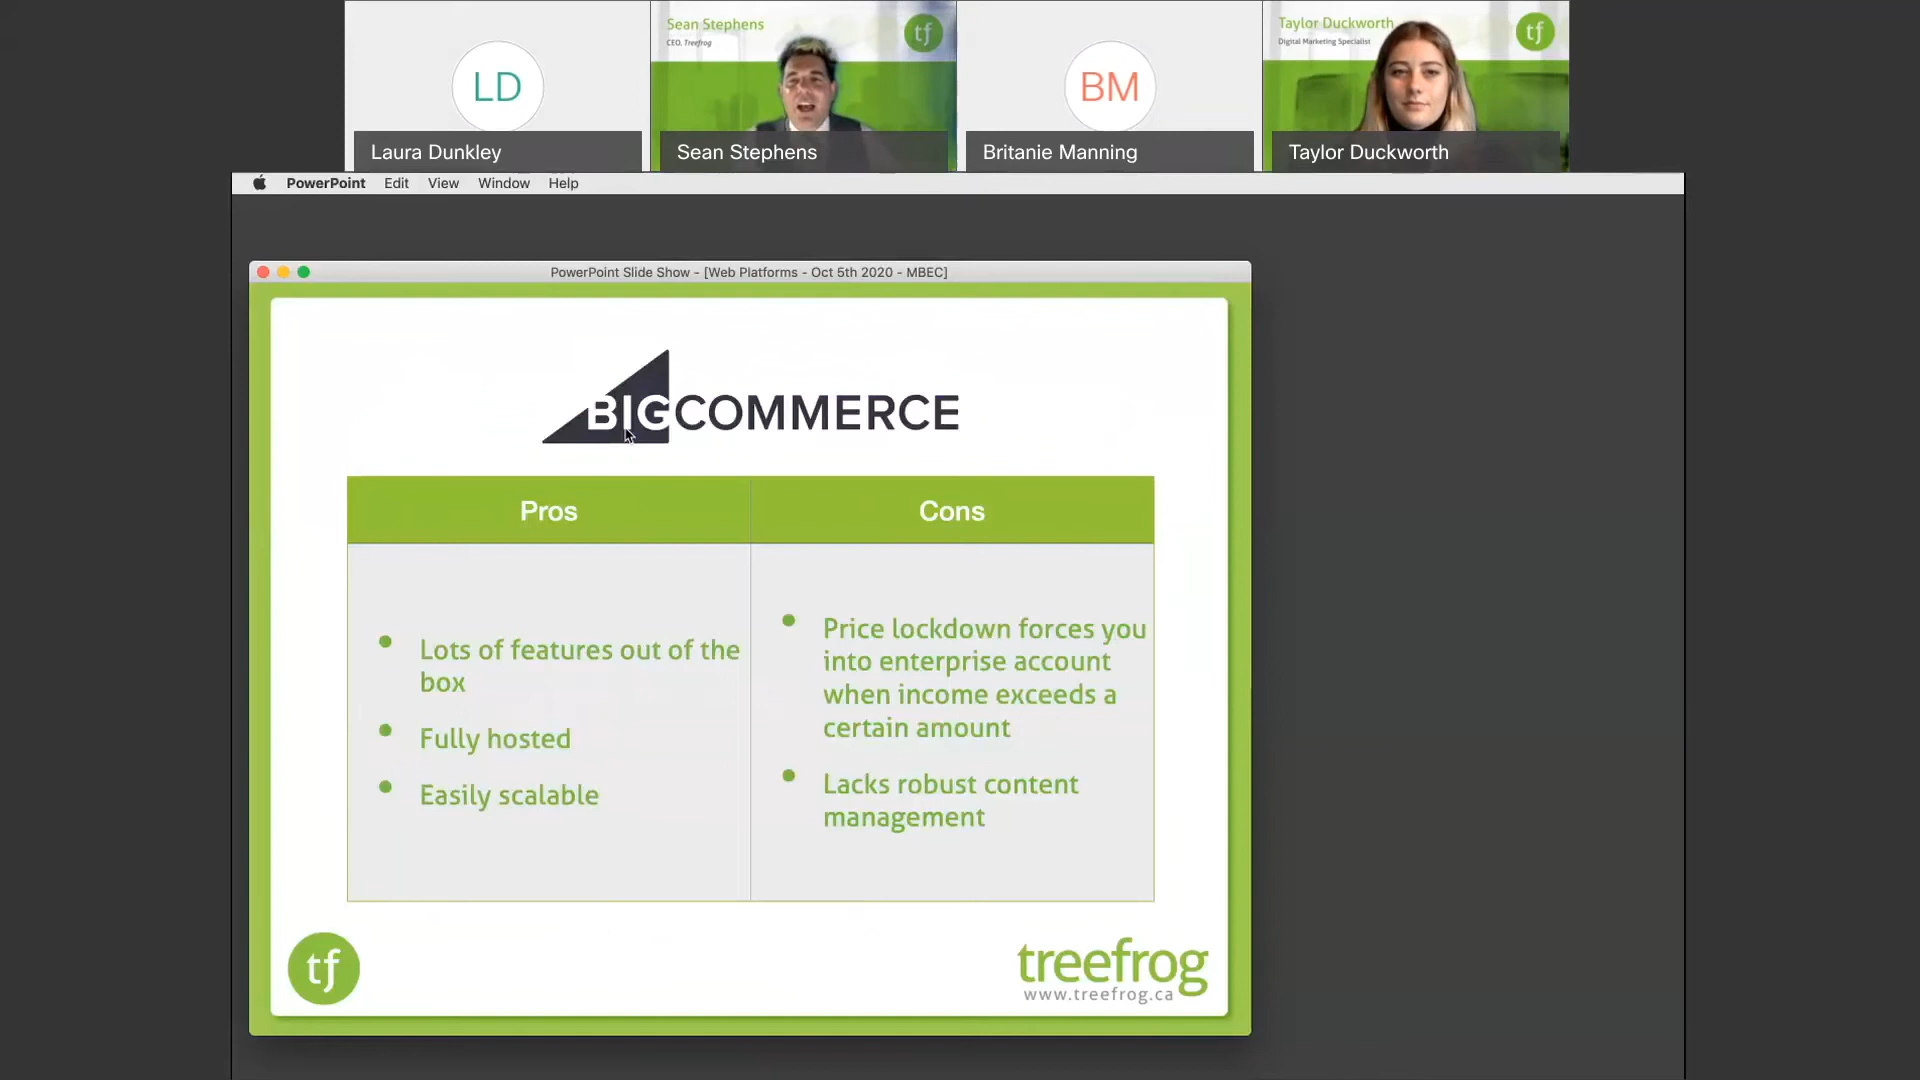 LD
Laura Dunkley
Sean Stephens
CEO, Treefrog
tf
Sean Stephens
BM
Britanie Manning
Taylor Duckworth
Digital Marketing Specialist
tf
Taylor Duckworth
PowerPoint Edit View Window Help
PowerPoint Slide Show - [Web Platforms - Oct 5th 2020 - MBEC]
BIGCOMMERCE
Pros
Cons
Lots of features out of the
box
Fully hosted
Easily scalable
Price lockdown forces you
into enterprise account
when income exceeds a
certain amount
Lacks robust content
management
tf
treefrog
www.treefrog.ca